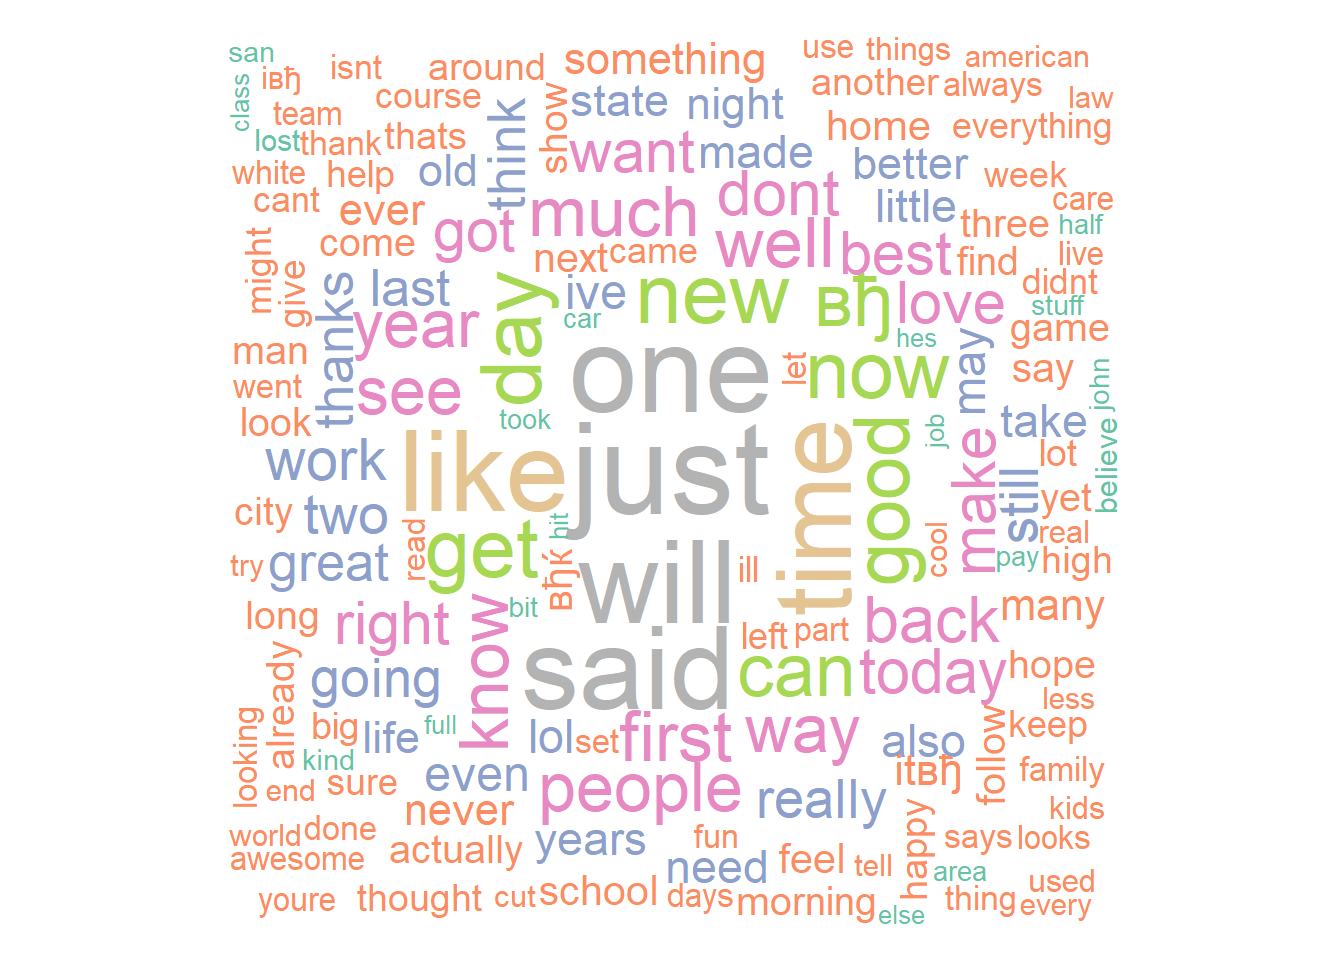 san
iвђ
isnt
around
something
use
things
american
class
team
course
show
state
night
another
always
law
lost
thank
thats
think
want
made
home
everything
white
help
old
better
week
cant
ever
got
much
dont
little
three
care
half
come
next
came
well
best
find
live
might
give
thanks
last
year
day
ive
car
new
вђ
love
hes
didnt
stuff
game
man
went
look
see
took
one
let
now
may
say
john
work
like
just
time
good
job
make
take
still
lot
believe
city
two
read
hit
cool
yet
real
try
great
get
вђќ
will
ill
pay
high
long
right
know
bit
left
part
back
many
already
going
said
can
today
hope
less
looking
big
life
full
lol
set
first
way
also
follow
keep
kind
end
sure
even
people
really
itвђ
family
world
done
never
years
fun
happy
says
looks
kids
awesome
actually
need
feel
tell
area
used
youre
thought
cut
school
days
morning
else
thing
every